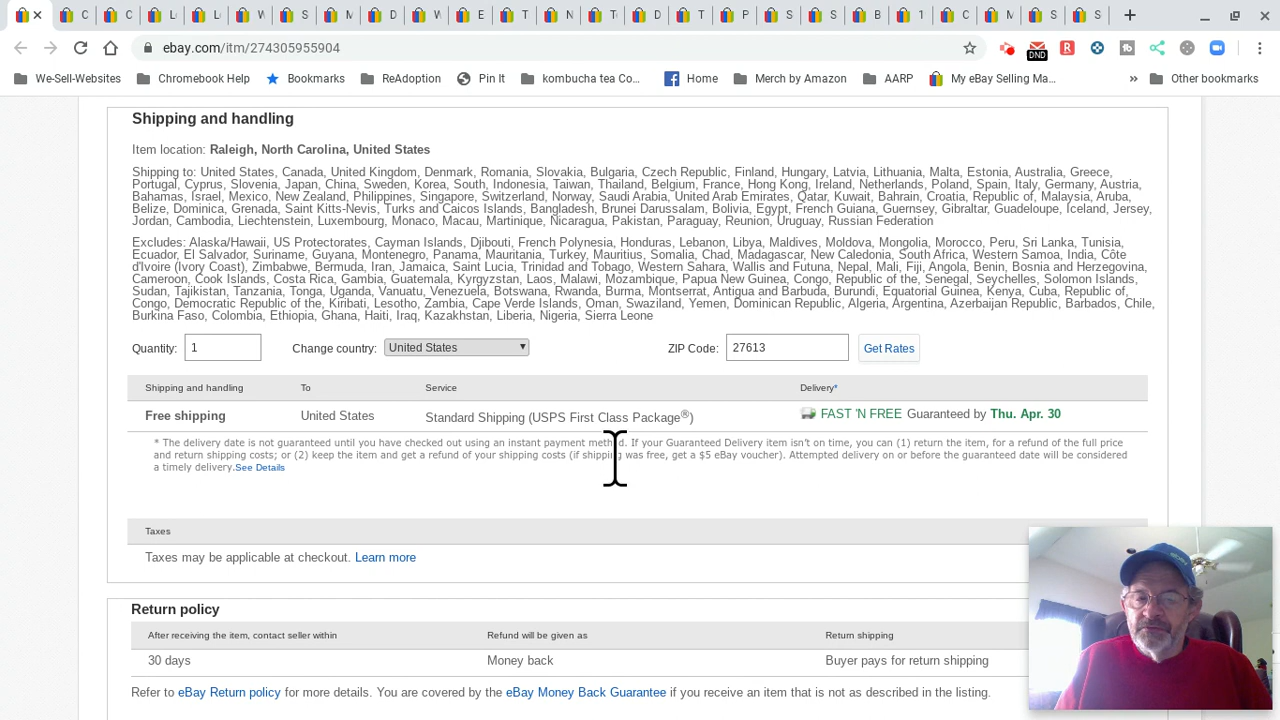 C
C
L
L
W
S
M
D
W
E
T
N
T
D
T
P
C
S
B
1
C
M
S
S
ebay.com/itm/274305955904
DND
We-Sell-Websites
Chromebook Help
Bookmarks
ReAdoption
Pin It
kombucha tea Co...
Home
Merch by Amazon
AARP
My eBay Selling Ma...
»
Other bookmarks
Shipping and handling
Item location: Raleigh, North Carolina, United States
Shipping to: United States, Canada, United Kingdom, Denmark, Romania, Slovakia, Bulgaria, Czech Republic, Finland, Hungary, Latvia, Lithuania, Malta, Estonia, Australia, Greece,
Portugal, Cyprus, Slovenia, Japan, China, Sweden, Korea, South, Indonesia, Taiwan, Thailand, Belgium, France, Hong Kong, Ireland, Netherlands, Poland, Spain, Italy, Germany, Austria,
Bahamas, Israel, Mexico, New Zealand, Philippines, Singapore, Switzerland, Norway, Saudi Arabia, United Arab Emirates, Qatar, Kuwait, Bahrain, Croatia, Republic of, Malaysia, Aruba,
Belize, Dominica, Grenada, Saint Kitts-Nevis, Turks and Caicos Islands, Bangladesh, Brunei Darussalam, Bolivia, Egypt, French Guiana, Guernsey, Gibraltar, Guadeloupe, Iceland, Jersey,
Jordan, Cambodia, Liechtenstein, Luxembourg, Monaco, Macau, Martinique, Nicaragua, Pakistan, Paraguay, Reunion, Uruguay, Russian Federation
Excludes: Alaska/Hawaii, US Protectorates, Cayman Islands, Djibouti, French Polynesia, Honduras, Lebanon, Libya, Maldives, Moldova, Mongolia, Morocco, Peru, Sri Lanka, Tunisia,
Ecuador, El Salvador, Suriname, Guyana, Montenegro, Panama, Mauritania, Turkey, Mauritius, Somalia, Chad, Madagascar, New Caledonia, South Africa, Western Samoa, India, Côte
d'Ivoire (Ivory Coast), Zimbabwe, Bermuda, Iran, Jamaica, Saint Lucia, Trinidad and Tobago, Western Sahara, Wallis and Futuna, Nepal, Mali, Fiji, Angola, Benin, Bosnia and Herzegovina,
Cameroon, Cook Islands, Costa Rica, Gambia, Guatemala, Kyrgyzstan, Laos, Malawi, Mozambique, Papua New Guinea, Congo, Republic of the, Senegal, Seychelles, Solomon Islands,
Sudan, Tajikistan, Tanzania, Tonga, Uganda, Vanuatu, Venezuela, Botswana, Rwanda, Burma, Montserrat, Antigua and Barbuda, Burundi, Equatorial Guinea, Kenya, Cuba, Republic of,
Congo, Democratic Republic of the, Kiribati, Lesotho, Zambia, Cape Verde Islands, Oman, Swaziland, Yemen, Dominican Republic, Algeria, Argentina, Azerbaijan Republic, Barbados, Chile,
Burkina Faso, Colombia, Ethiopia, Ghana, Haiti, Iraq, Kazakhstan, Liberia, Nigeria, Sierra Leone
Quantity: 1 Change country: United States ZIP Code: 27613 Get Rates
Shipping and handling To Service Delivery*
Free shipping United States Standard Shipping (USPS First Class Package®) FAST 'N FREE Guaranteed by Thu. Apr. 30
* The delivery date is not guaranteed until you have checked out using an instant payment method. If your Guaranteed Delivery item isn't on time, you can (1) return the item, for a refund of the full price
and return shipping costs; or (2) keep the item and get a refund of your shipping costs (if shipping was free, get a $5 eBay voucher). Attempted delivery on or before the guaranteed date will be considered
a timely delivery.See Details
Taxes
Taxes may be applicable at checkout. Learn more
Return policy
After receiving the item, contact seller within Refund will be given as Return shipping
30 days Money back Buyer pays for return shipping
Refer to eBay Return policy for more details. You are covered by the eBay Money Back Guarantee if you receive an item that is not as described in the listing.